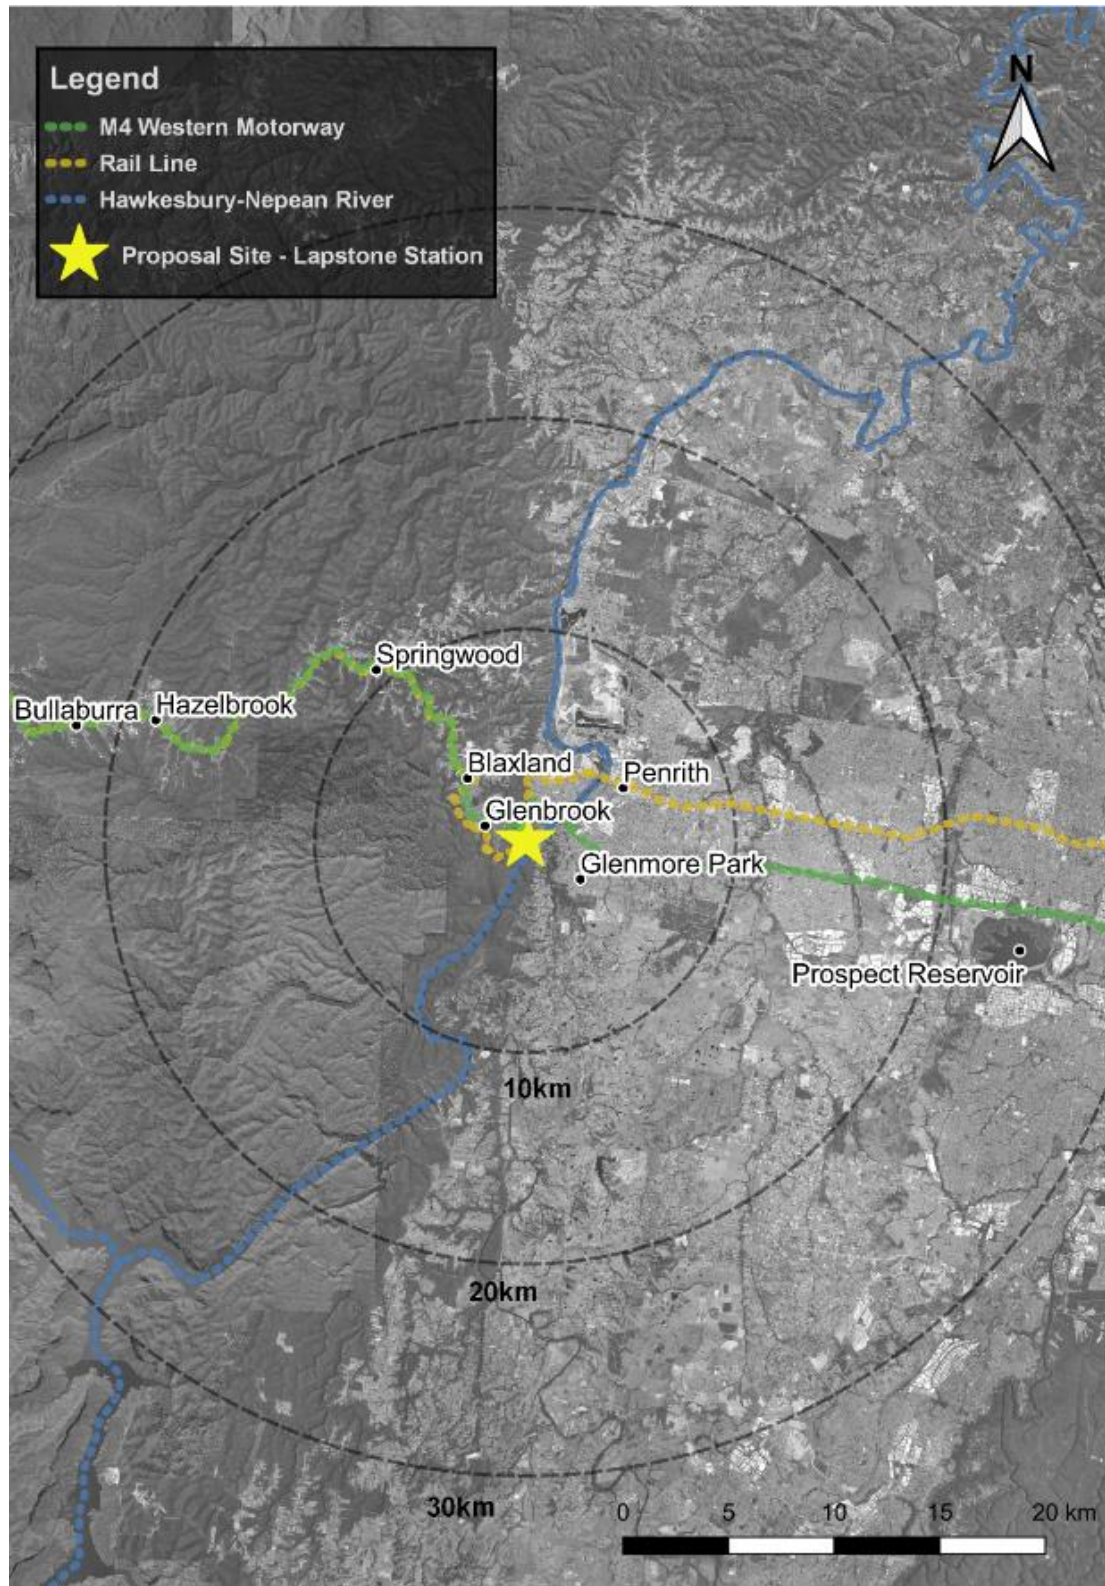 Legend
M4 Western Motorway
Rail Line
Hawkesbury-Nepean River
Proposal Site - Lapstone Station
N
Springwood
Bullaburra
Hazelbrook
Blaxland
Penrith
Glenbrook
Glenmore Park
Prospect Reservoir
10km
20km
30km
0 5 10 15 20 km